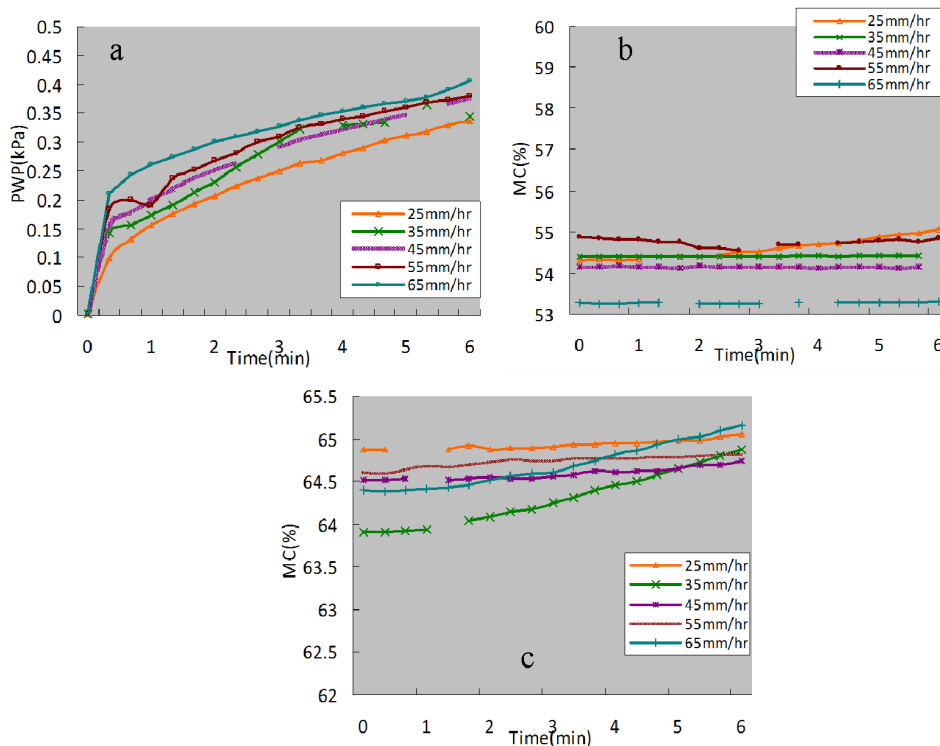 a
PWP(kPa)
0.5
0.45
0.4
0.35
0.3
0.25
0.2
0.15
0.1
0.05
0
0 1 2 3 4 5 6
Time(min)
25mm/hr
35mm/hr
45mm/hr
55mm/hr
65mm/hr
b
MC(%)
60
59
58
57
56
55
54
53
0 1 2 3 4 5 6
Time(min)
25mm/hr
35mm/hr
45mm/hr
55mm/hr
65mm/hr
MC(%)
65.5
65
64.5
64
63.5
63
62.5
62
0 1 2 3 4 5 6
Time(min)
25mm/hr
35mm/hr
45mm/hr
55mm/hr
65mm/hr
c